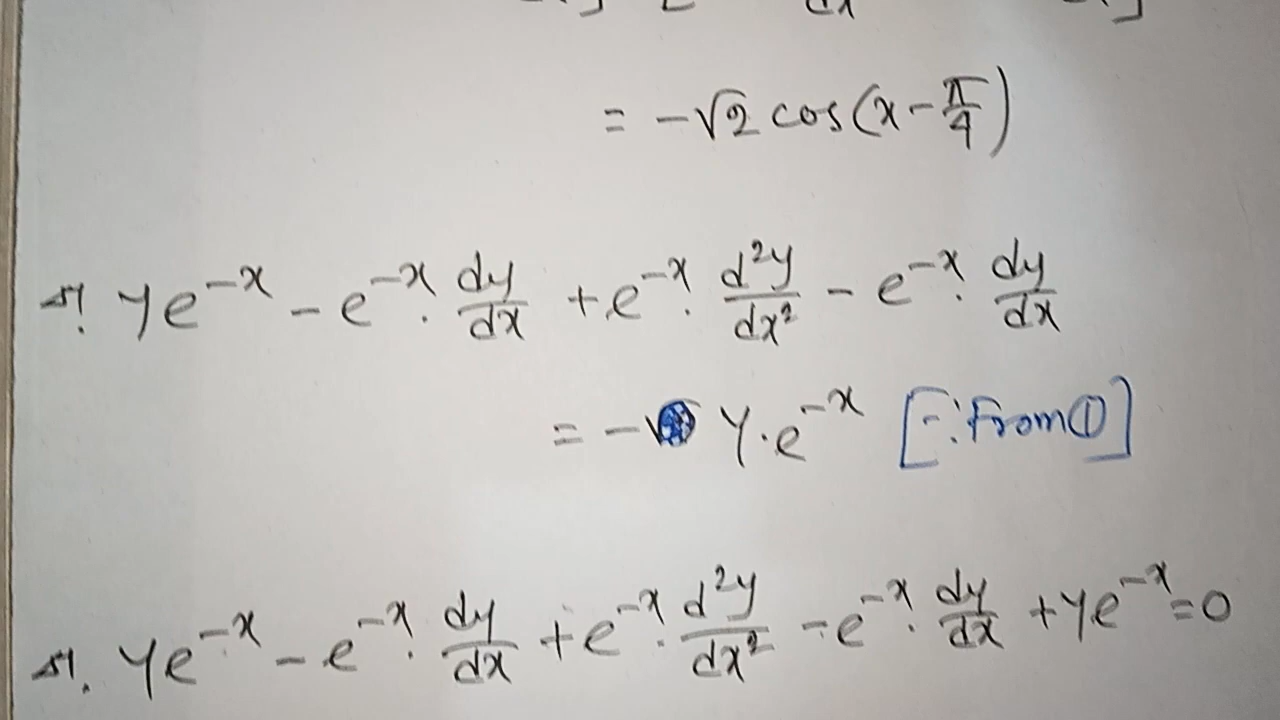 = -√2 cos(x - π/4)
বা, ye^{-x} - e^{-x} · dy/dx + e^{-x} · d²y/dx² - e^{-x} · dy/dx
= - y·e^{-x} [∵ From ①]
বা, ye^{-x} - e^{-x} · dy/dx + e^{-x} · d²y/dx² - e^{-x} · dy/dx + ye^{-x} = 0